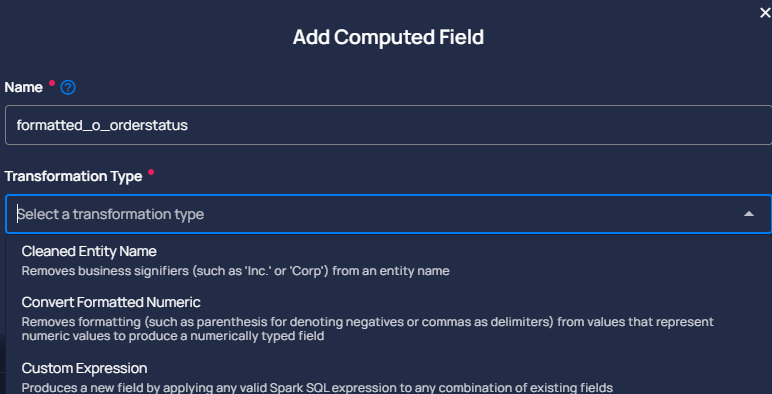 Add Computed Field
Name
formatted_o_orderstatus
Transformation Type
Select a transformation type
Cleaned Entity Name
Removes business signifiers (such as 'Inc.' or 'Corp') from an entity name
Convert Formatted Numeric
Removes formatting (such as parenthesis for denoting negatives or commas as delimiters) from values that represent
numeric values to produce a numerically typed field
Custom Expression
Produces a new field by applying any valid Spark SQL expression to any combination of existing fields